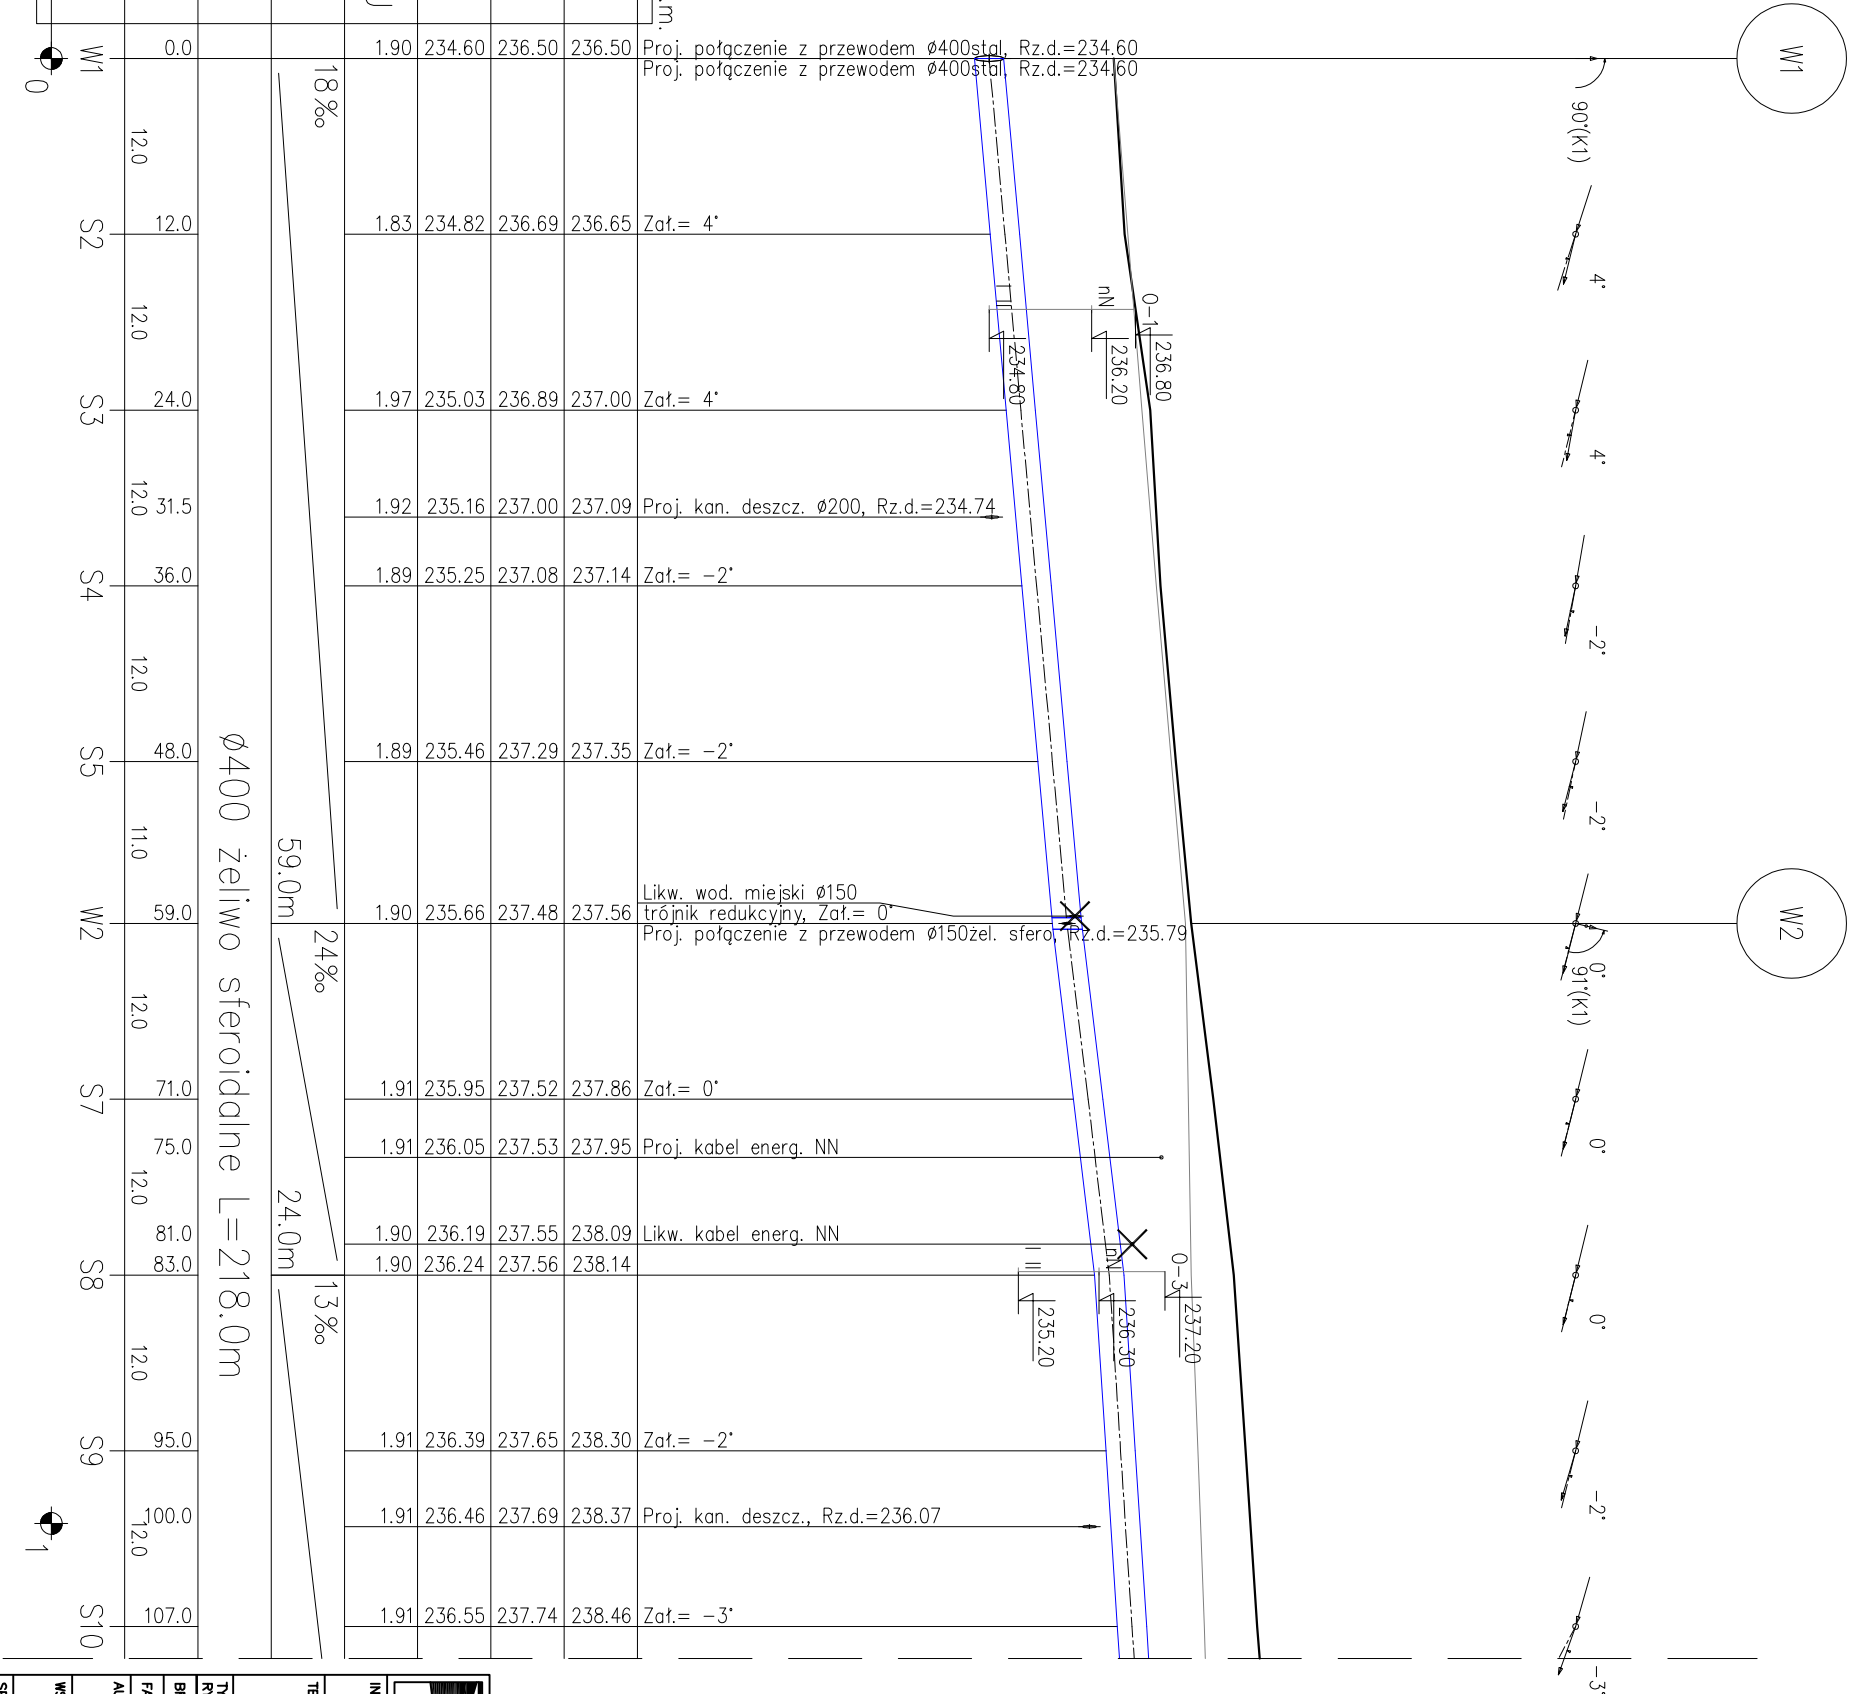 W1 0.0 1.90 234.60 236.50 236.50 Proj. połączenie z przewodem ø400stal, Rz.d.=234.60
Proj. połączenie z przewodem ø400stal, Rz.d.=234.60
W1
90°(K1)
0
18‰
12.0
S2 12.0 1.83 234.82 236.69 236.65 Zał.= 4°
4°
12.0
nN
0-1
234.80
236.20
236.80
S3 24.0 1.97 235.03 236.89 237.00 Zał.= 4°
4°
12.0
31.5 1.92 235.16 237.00 237.09 Proj. kan. deszcz. ø200, Rz.d.=234.74
S4 36.0 1.89 235.25 237.08 237.14 Zał.= -2°
-2°
12.0
S5 48.0 1.89 235.46 237.29 237.35 Zał.= -2°
-2°
11.0
59.0m
Likw. wod. miejski ø150
W2 59.0 1.90 235.66 237.48 237.56 trójnik redukcyjny, Zał.= 0°
Proj. połączenie z przewodem ø150żel. sfero, Rz.d.=235.79
W2
0°
91°(K1)
24‰
12.0
S7 71.0 1.91 235.95 237.52 237.86 Zał.= 0°
0°
75.0 1.91 236.05 237.53 237.95 Proj. kabel energ. NN
12.0
24.0m
81.0 1.90 236.19 237.55 238.09 Likw. kabel energ. NN
S8 83.0 1.90 236.24 237.56 238.14
nN
0-3
235.20
236.30
237.20
0°
13‰
12.0
ø400 żeliwo sferoidalne L=218.0m
S9 95.0 1.91 236.39 237.65 238.30 Zał.= -2°
-2°
100.0 1.91 236.46 237.69 238.37 Proj. kan. deszcz., Rz.d.=236.07
1
12.0
S10 107.0 1.91 236.55 237.74 238.46 Zał.= -3°
-3°